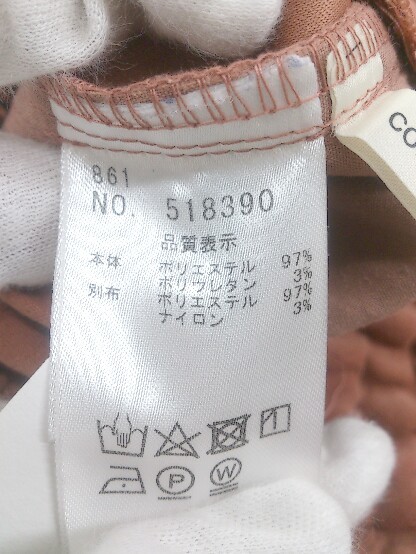 861
NO. 518390
品質表示
本体 ポリエステル 97%
ポリウレタン 3%
別布 ポリエステル 97%
ナイロン 3%
P W